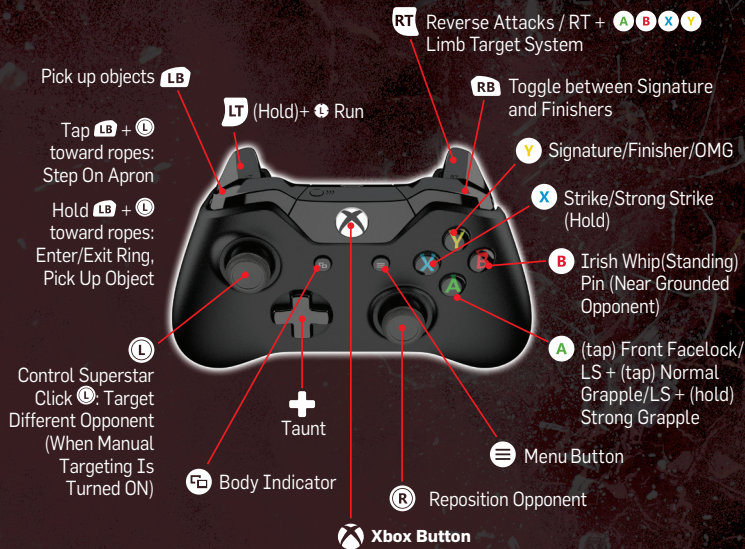 RT Reverse Attacks / RT + A B X Y
Limb Target System
Pick up objects LB
RB Toggle between Signature
and Finishers
LT (Hold)+ L Run
Tap LB + L
toward ropes:
Step On Apron
Y Signature/Finisher/OMG
X Strike/Strong Strike
(Hold)
Hold LB + L
toward ropes:
Enter/Exit Ring,
Pick Up Object
B Irish Whip(Standing)
Pin (Near Grounded
Opponent)
Y
X B
A
L
Control Superstar
Click L: Target
Different Opponent
(When Manual
Targeting Is
Turned ON)
A (tap) Front Facelock/
LS + (tap) Normal
Grapple/LS + (hold)
Strong Grapple
Taunt
Menu Button
Body Indicator
R Reposition Opponent
Xbox Button